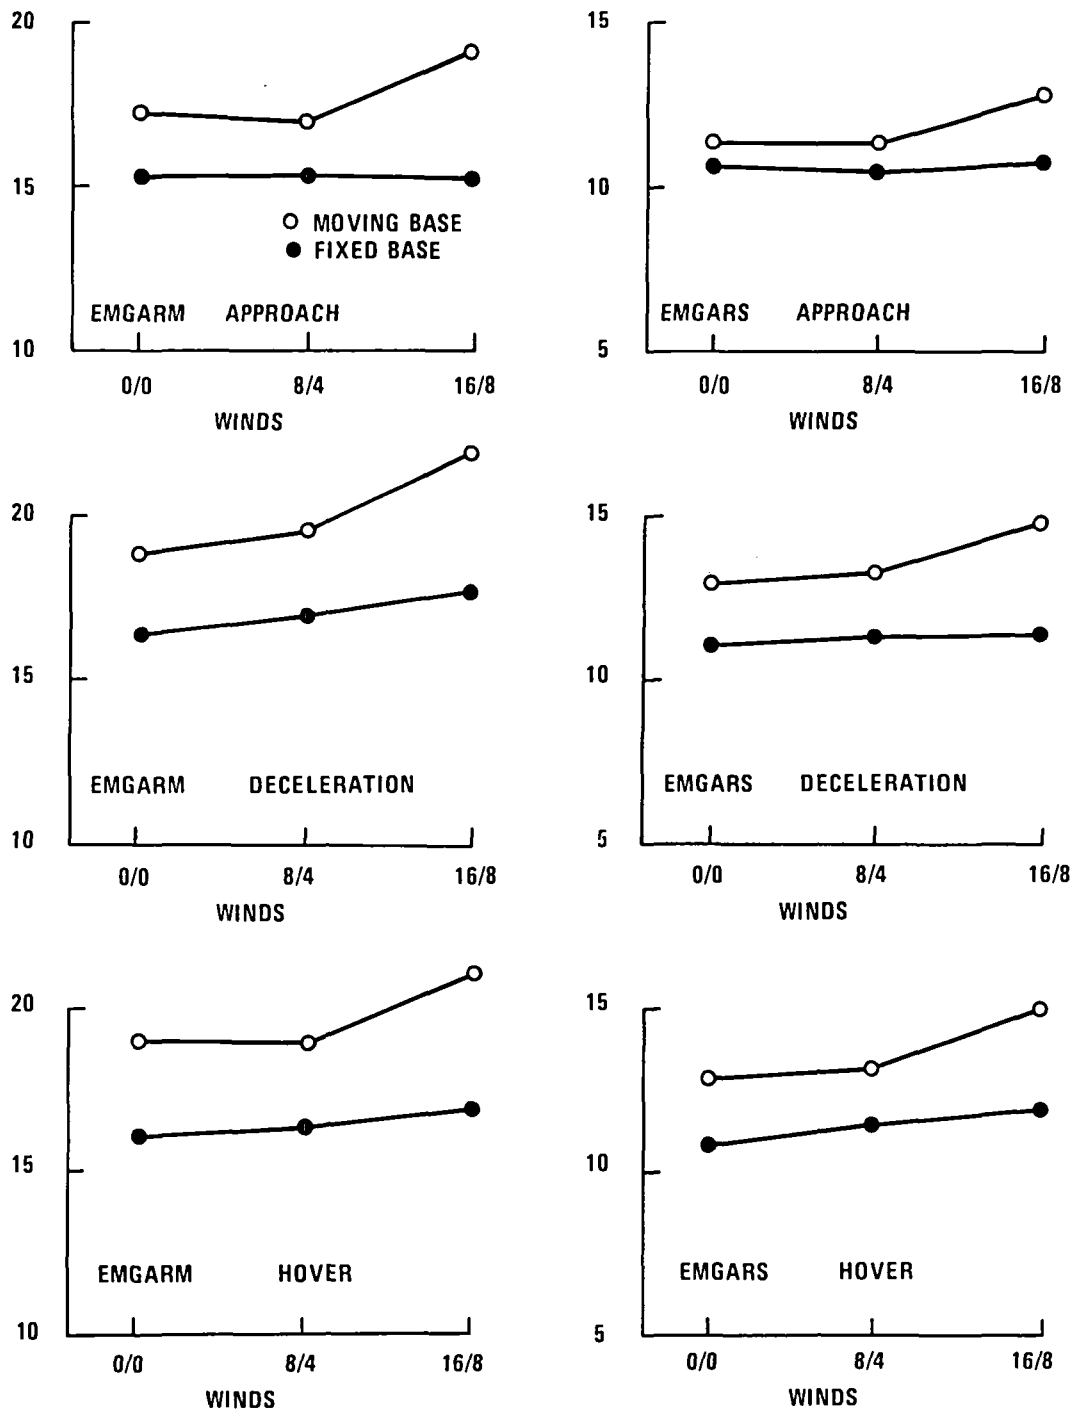 20
15
10
○ MOVING BASE
● FIXED BASE
EMGARM APPROACH
0/0 8/4 16/8
WINDS
15
10
5
EMGARS APPROACH
0/0 8/4 16/8
WINDS
20
15
10
EMGARM DECELERATION
0/0 8/4 16/8
WINDS
15
10
5
EMGARS DECELERATION
0/0 8/4 16/8
WINDS
20
15
10
EMGARM HOVER
0/0 8/4 16/8
WINDS
15
10
5
EMGARS HOVER
0/0 8/4 16/8
WINDS